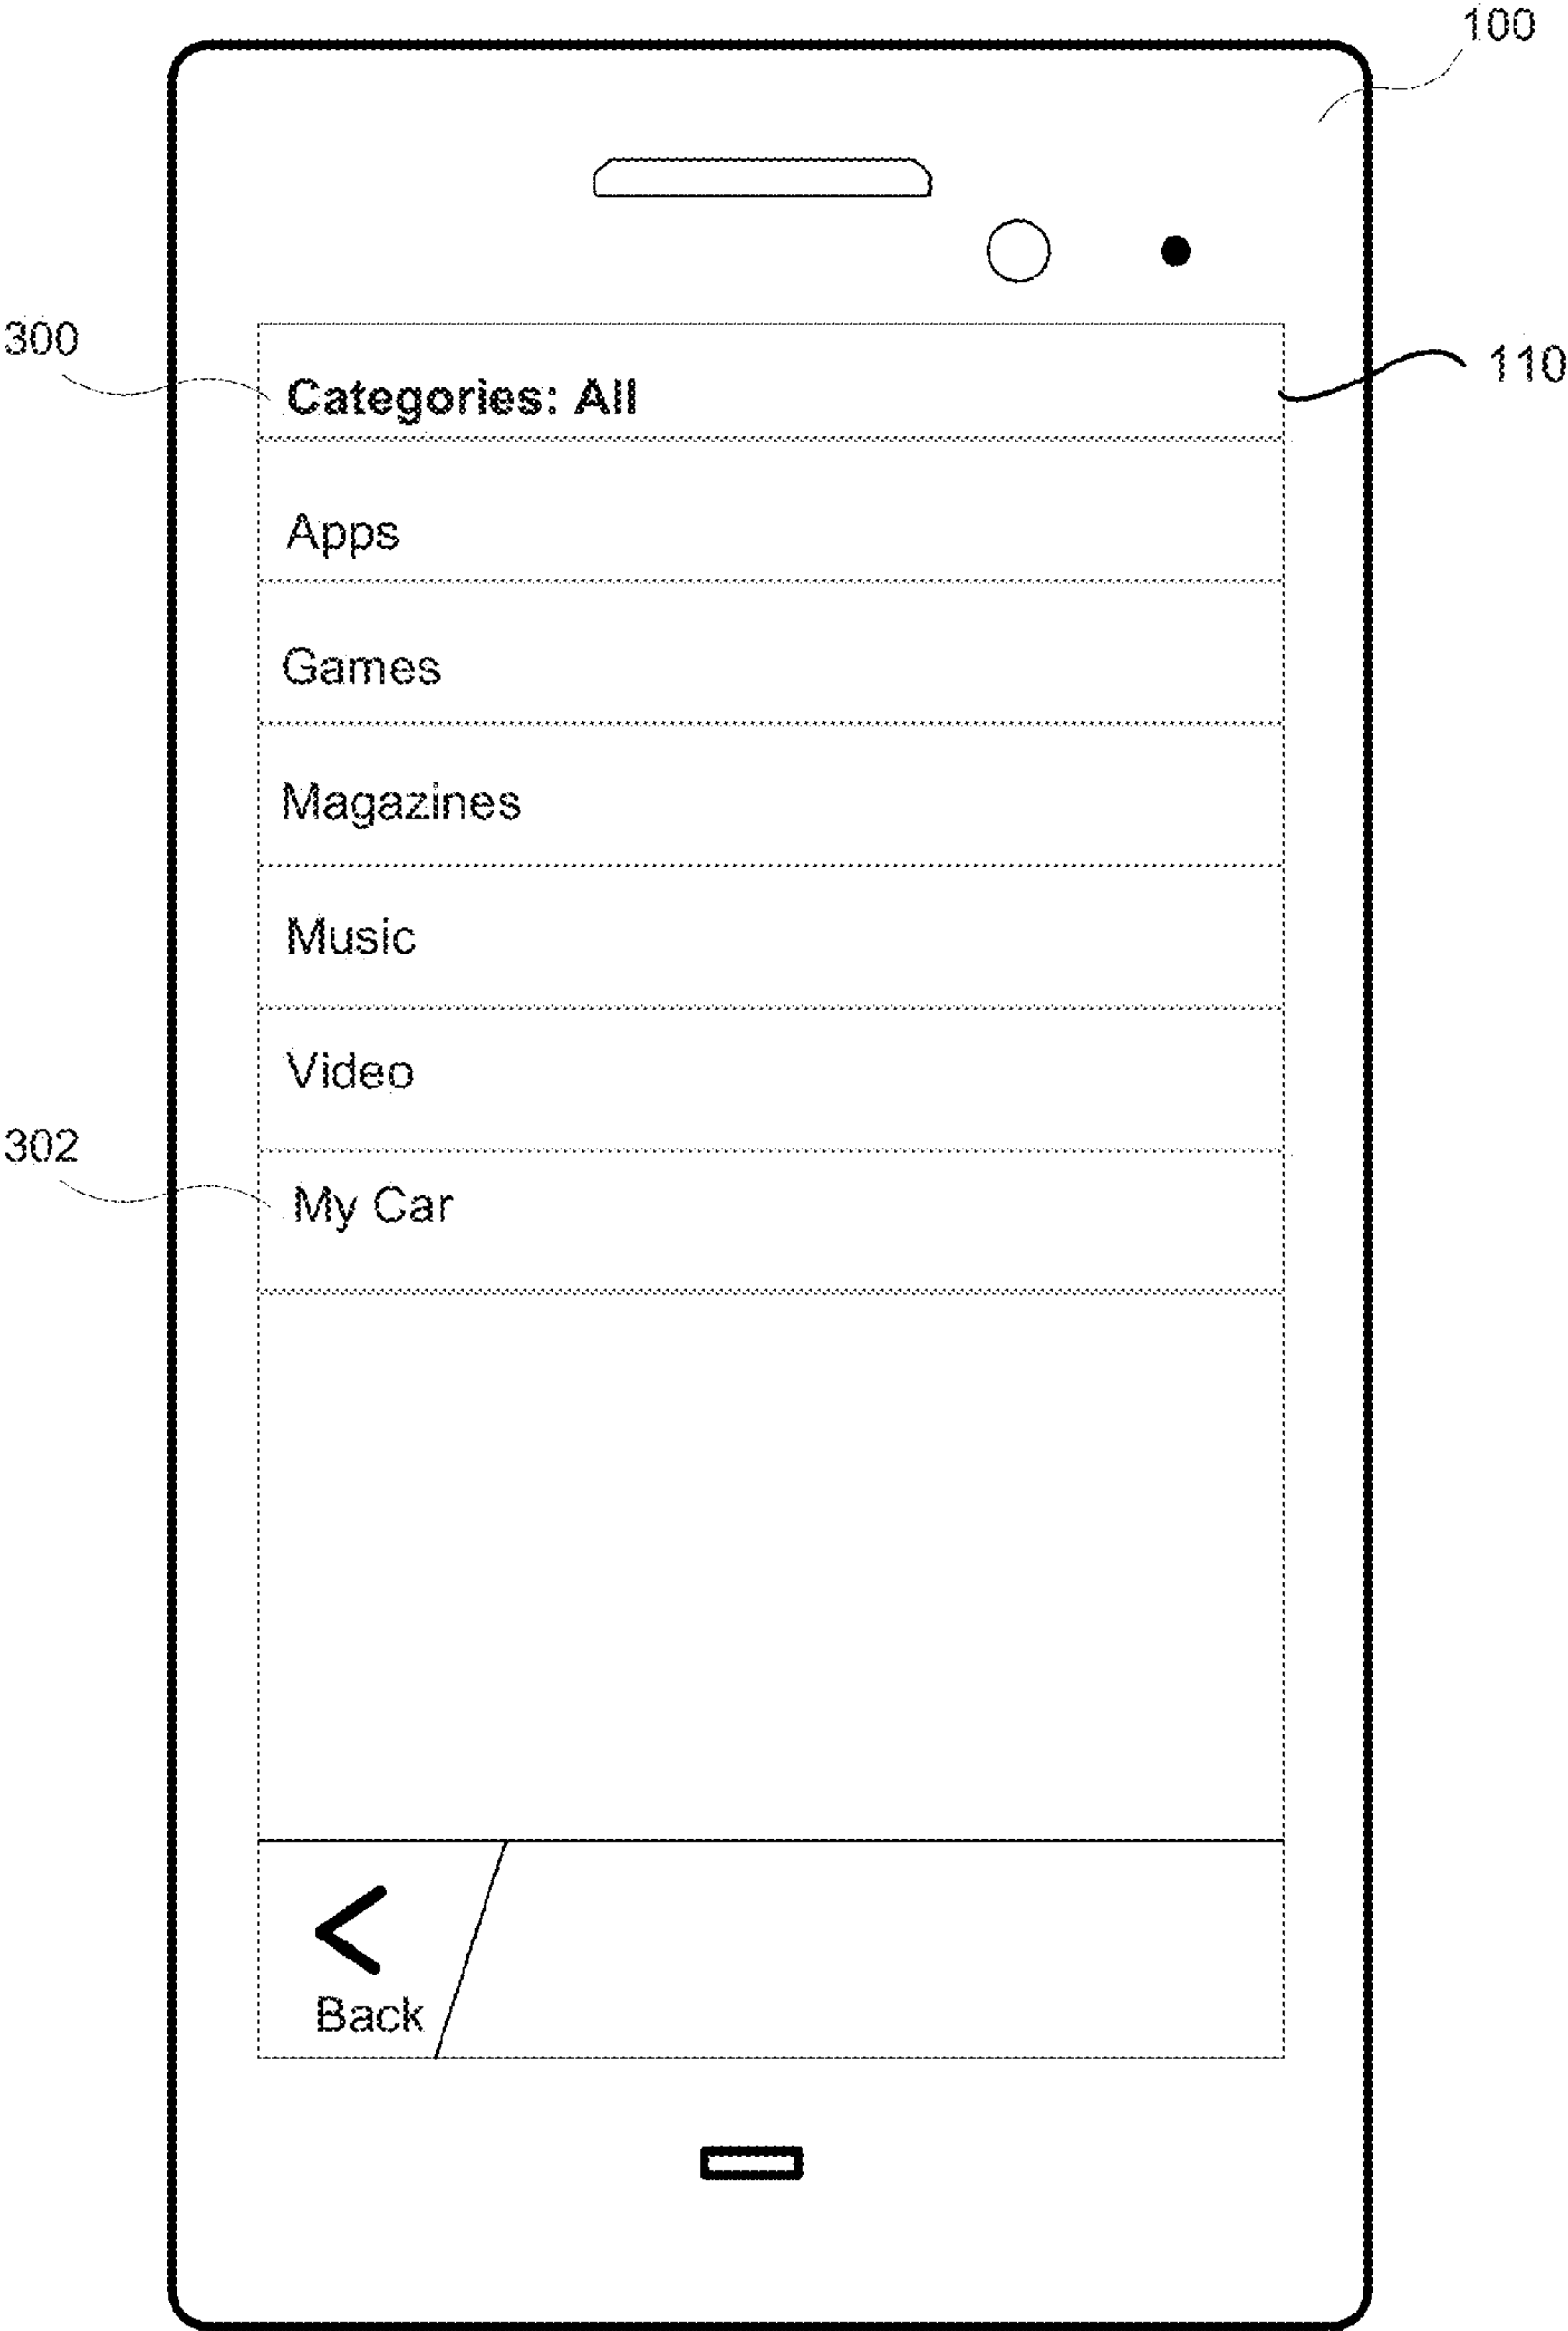 100
300
110
Categories: All
Apps
Games
Magazines
Music
Video
302
My Car
Back